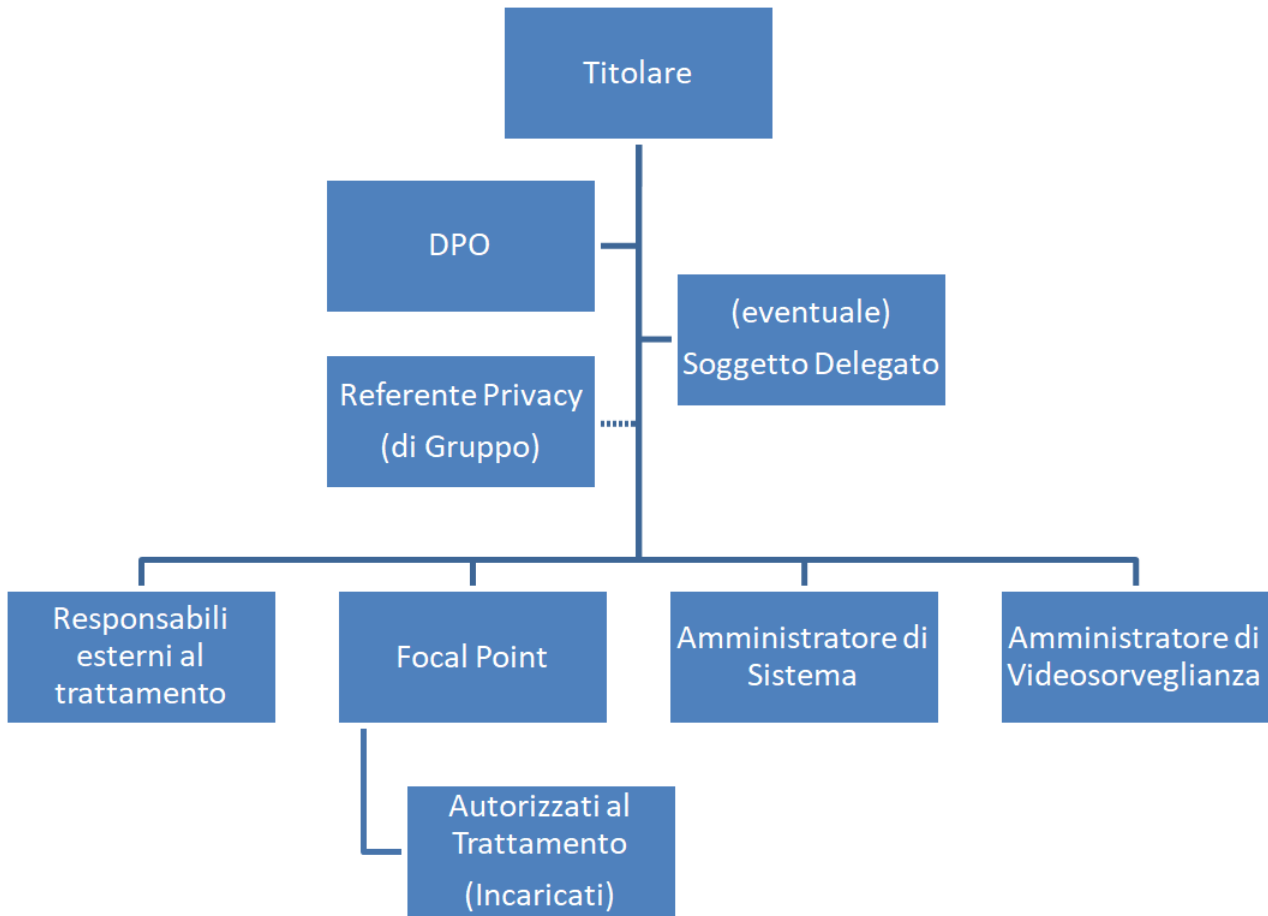 Titolare
DPO
(eventuale)
Soggetto Delegato
Referente Privacy
(di Gruppo)
Responsabili
esterni al
trattamento
Focal Point
Amministratore di
Sistema
Amministratore di
Videosorveglianza
Autorizzati al
Trattamento
(Incaricati)